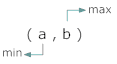 max
( a , b )
min